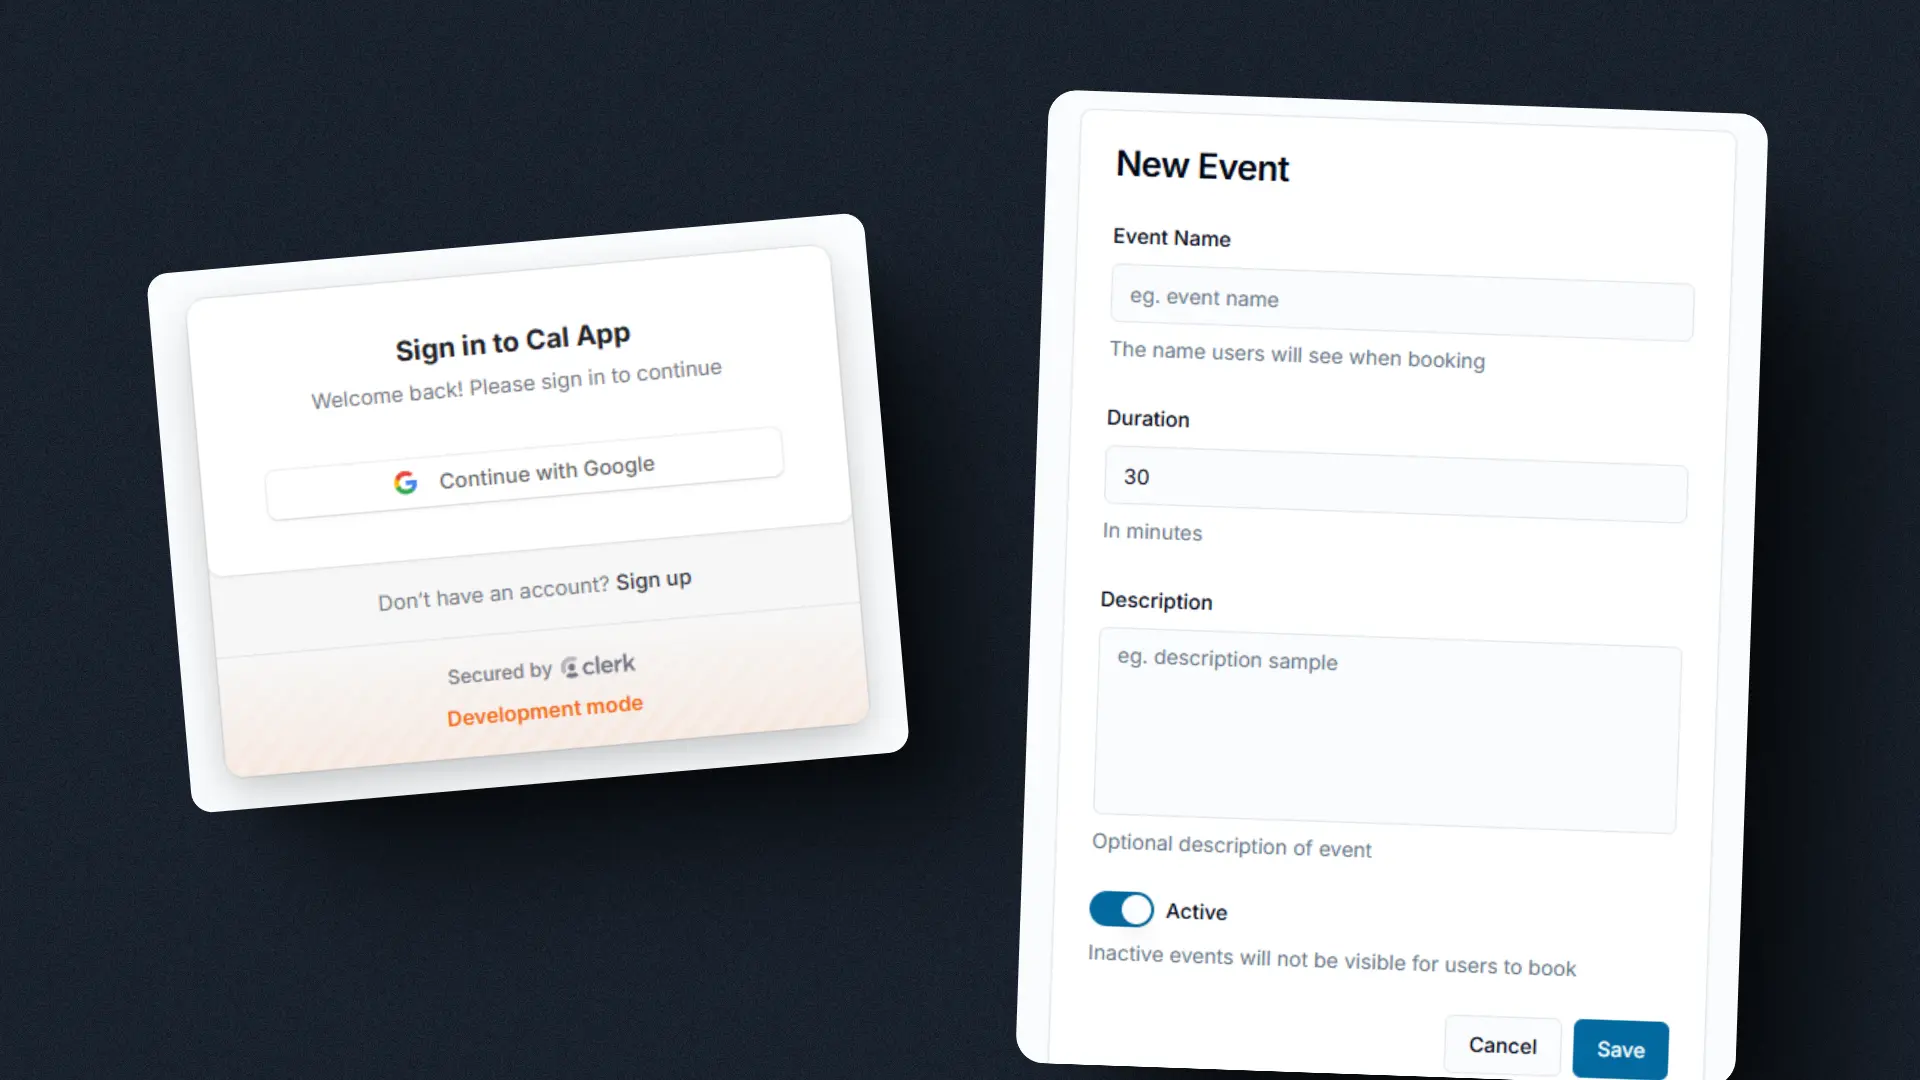 Sign in to Cal App
Welcome back! Please sign in to continue
Continue with Google
Don't have an account? Sign up
Secured by clerk
Development mode
New Event
Event Name
eg. event name
The name users will see when booking
Duration
30
In minutes
Description
eg. description sample
Optional description of event
Active
Inactive events will not be visible for users to book
Cancel
Save